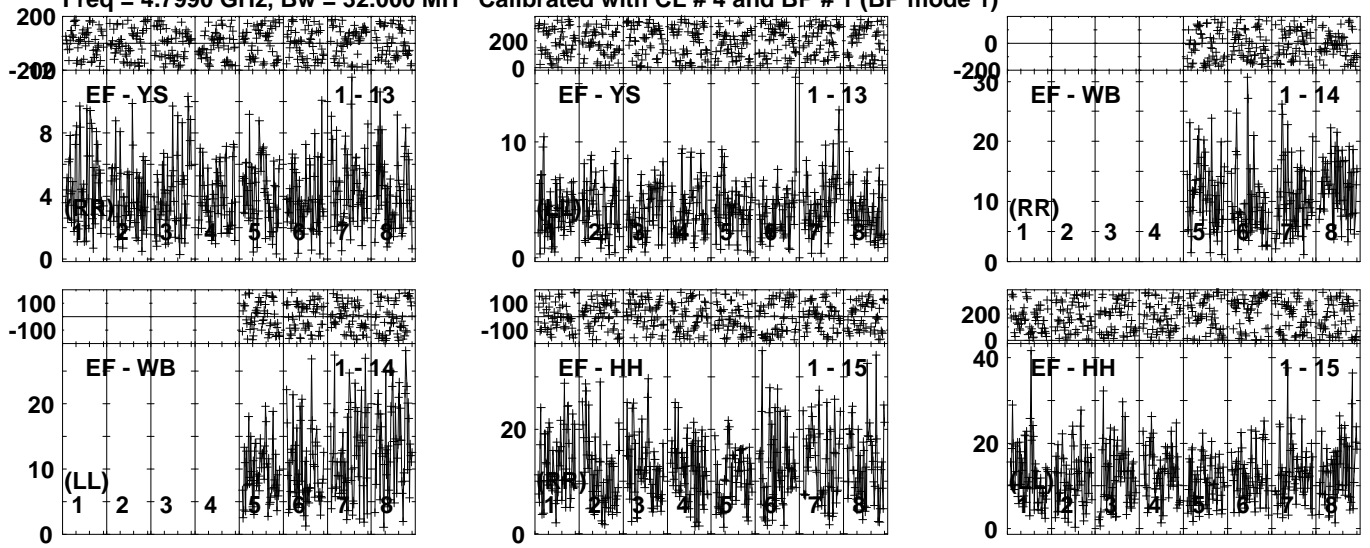 Freq = 4.7990 GHz, Bw = 32.000 MH Calibrated with CL # 4 and BP # 1 (BP mode 1)
200
0
-200
12
8
4
0
EF - YS 1 - 13
(RR)
1 2 3 4 5 6 7 8
200
0
10
0
EF - YS 1 - 13
(LL)
1 2 3 4 5 6 7 8
0
-200
30
20
10
0
EF - WB 1 - 14
(RR)
1 2 3 4 5 6 7 8
100
-100
20
10
0
EF - WB 1 - 14
(LL)
1 2 3 4 5 6 7 8
100
-100
20
0
EF - HH 1 - 15
(RR)
1 2 3 4 5 6 7 8
200
0
40
20
0
EF - HH 1 - 15
(LL)
1 2 3 4 5 6 7 8